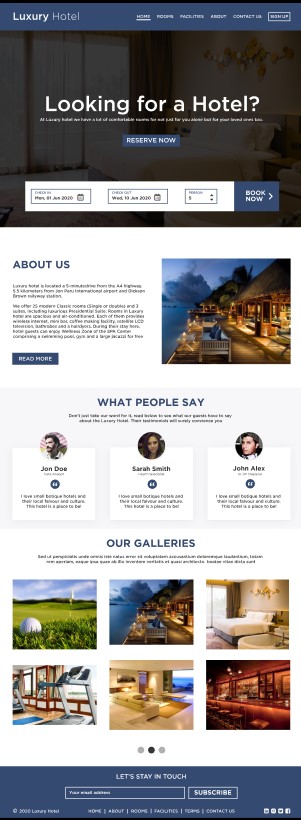 Luxury Hotel
HOME ROOMS FACILITIES ABOUT CONTACT US SIGN UP
Looking for a Hotel?
At Luxury hotel we have a lot of comfortable rooms for not just for you alone but for your loved ones too.
RESERVE NOW
CHECK IN
Mon, 01 Jun 2020
CHECK OUT
Wed, 10 Jun 2020
PERSON
5
BOOK
NOW
ABOUT US
Luxury hotel is located a 5-minutedrive from the A4 highway,
5.5 kilometers from Jon Paru International airport and Dickson
Brown railyway station.
We offer 25 modern Classic rooms (Single or double) and 3
suites, including luxurious Presidential Suite. Rooms in Luxury
hotel are spacious and air-conditioned. Each of them provides
wireless internet, mini bar, coffee making facility, satellite LCD
television, bathrobes and a hairdyers. During their stay here,
hotel guests can enjoy Wellness Zone of the SPA Center
comprising a swimming pool, gym and a large jacuzzi for free
READ MORE
WHAT PEOPLE SAY
Don't just take our word for it, read below to see what our guests have to say
about the Luxury Hotel. Their testimonials will surely convience you
Jon Doe
I love small botique hotels and
their local falvour and culture.
This hotel is a place to be!
Sarah Smith
I love small botique hotels and
their local falvour and culture.
This hotel is a place to be!
John Alex
I love small botique hotels and
their local falvour and culture.
This hotel is a place to be!
OUR GALLERIES
Sed ut perspiciatis unde omnis iste natus error sit voluptatem accusantium doloremque laudantium, totam
rem aperiam, eaque ipsa quae ab illo inventore veritatis et quasi architecto beatae vitae dicta sunt
LET'S STAY IN TOUCH
Your email address
SUBSCRIBE
© 2020 Luxury Hotel
HOME | ABOUT | ROOMS | FACILITIES | TERMS | CONTACT US